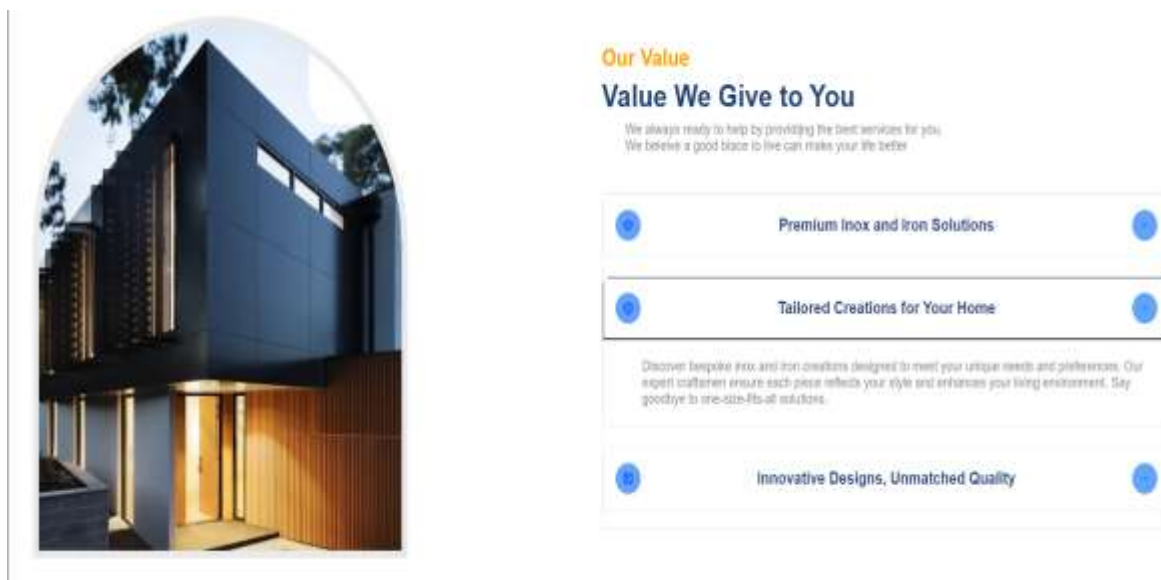 Our Value
Value We Give to You
We always ready to help by providijng the best services for you.
We beleive a good blace to live can make your life better
Premium Inox and Iron Solutions
Tailored Creations for Your Home
Discover bespoke inox and iron creations designed to meet your unique needs and preferences. Our
expert craftsmen ensure each piece reflects your style and enhances your living environment. Say
goodbye to one-size-fits-all solutions.
Innovative Designs, Unmatched Quality